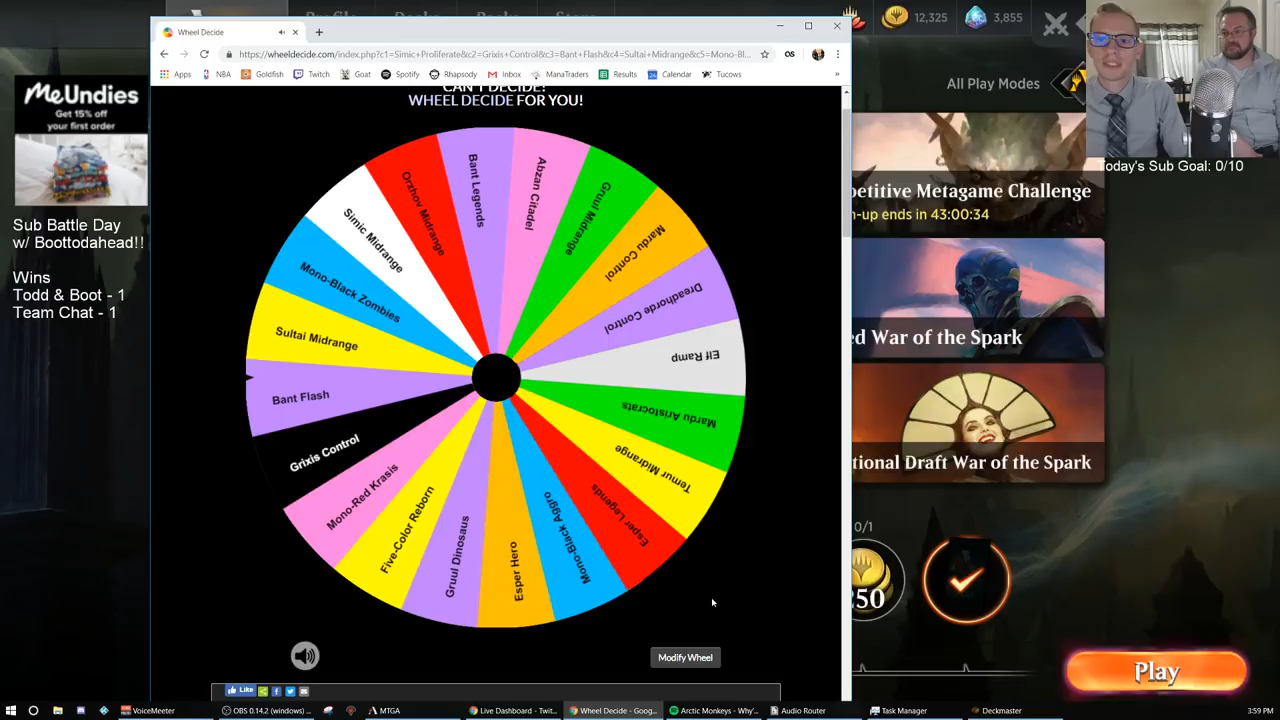 Wheel Decide
https://wheeldecide.com/index.php?c1=Simic+Proliferate&c2=Grixis+Control&c3=Bant+Flash&c4=Sultai+Midrange&c5=Mono-Bl...
Apps NBA Goldfish Twitch Goat Spotify Rhapsody Inbox ManaTraders Results Calendar Tucows
CAN'T DECIDE?
WHEEL DECIDE FOR YOU!
Bant Legends
Abzan Citadel
Gruul Midrange
Mardu Control
Dreadhorde Control
Elf Ramp
Mardu Aristocrats
Temur Midrange
Esper Legends
Mono-Black Aggro
Esper Hero
Gruul Dinosaurs
Five-Color Reborn
Mono-Red Krasis
Grixis Control
Bant Flash
Sultai Midrange
Mono-Black Zombies
Simic Midrange
Orzhov Midrange
Modify Wheel
Like
MeUndies
Get 15% off
your first order
Sub Battle Day
w/ Boottodahead!!
Wins
Todd & Boot - 1
Team Chat - 1
Profile Decks Packs Store
12,325 3,855
All Play Modes
Today's Sub Goal: 0/10
petitive Metagame Challenge
n-up ends in 43:00:34
ed War of the Spark
tional Draft War of the Spark
0/1
250
Play
VoiceMeeter
OBS 0.14.2 (windows) ...
MTGA
Live Dashboard - Twit...
Wheel Decide - Goog...
Arctic Monkeys - Why'...
Audio Router
Task Manager
Deckmaster
3:59 PM